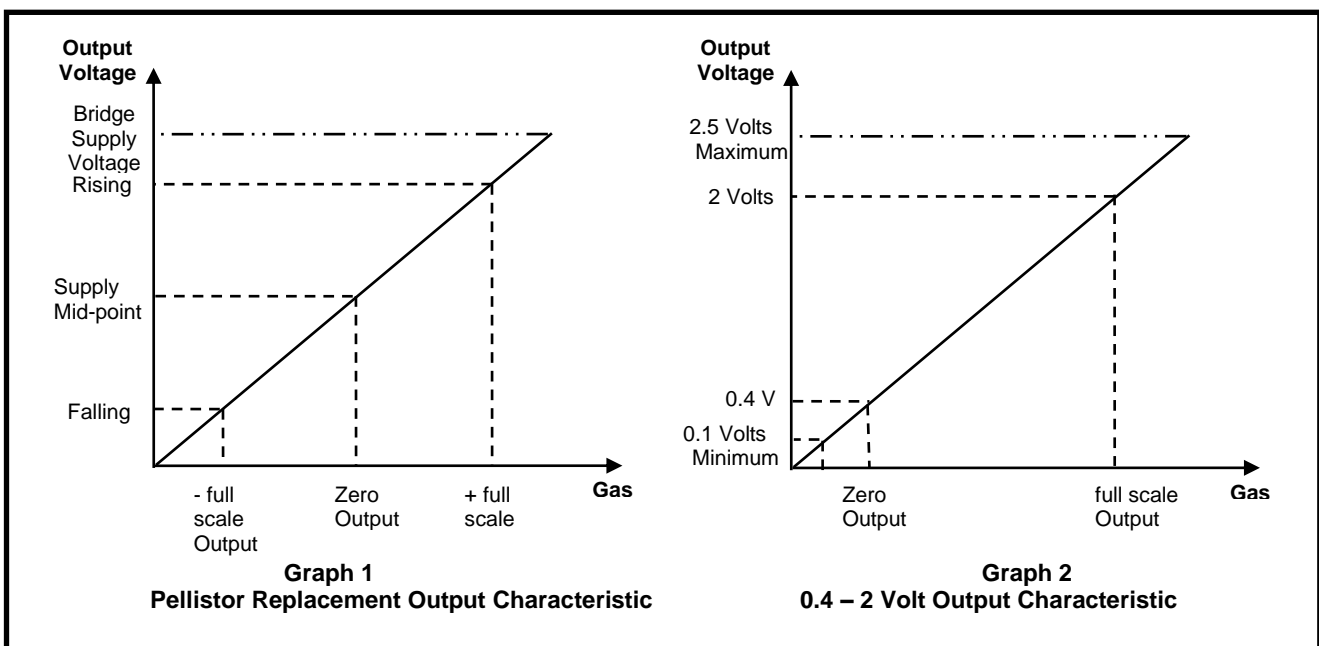 Output
Voltage
Bridge
Supply
Voltage
Rising
Supply
Mid-point
Falling
- full
scale
Output
Zero
Output
+ full
scale
Gas
Graph 1
Pellistor Replacement Output Characteristic
Output
Voltage
2.5 Volts
Maximum
2 Volts
0.4 V
0.1 Volts
Minimum
Zero
Output
full scale
Output
Gas
Graph 2
0.4 – 2 Volt Output Characteristic